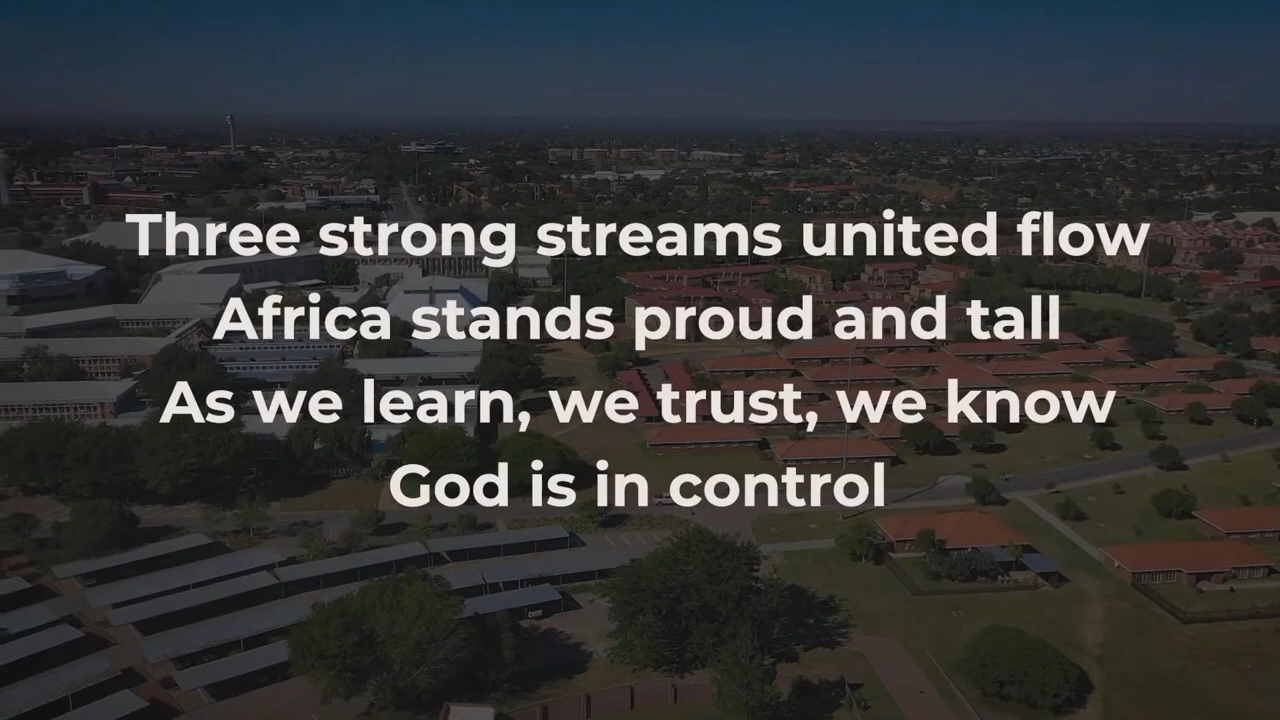 Three strong streams united flow
Africa stands proud and tall
As we learn, we trust, we know
God is in control